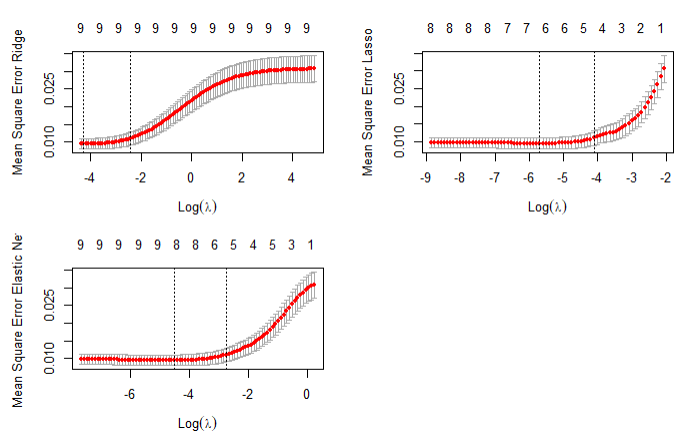 9 9 9 9 9 9 9 9 9 9 9 9 9
Mean Square Error Ridge
0.025
0.010
-4 -2 0 2 4
Log(λ)
8 8 8 8 7 7 6 6 5 4 3 2 1
Mean Square Error Lasso
0.025
0.010
-9 -8 -7 -6 -5 -4 -3 -2
Log(λ)
9 9 9 9 9 8 8 6 5 4 5 3 1
Mean Square Error Elastic Ne
0.025
0.010
-6 -4 -2 0
Log(λ)